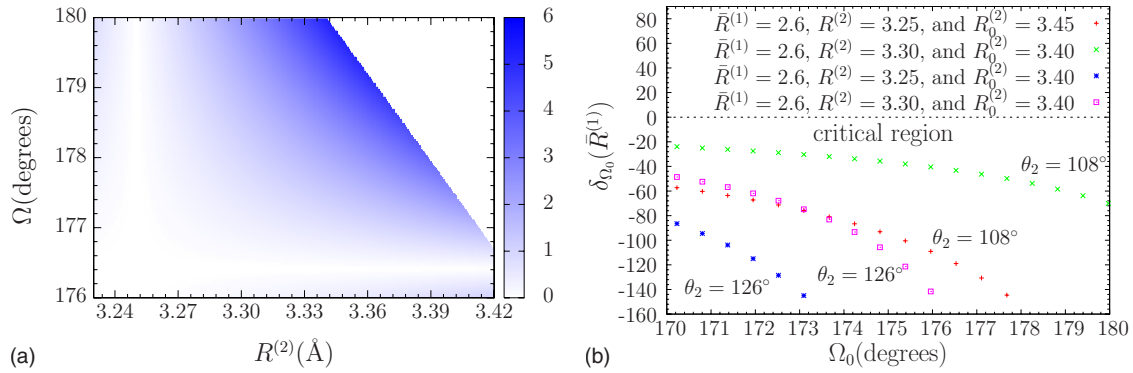 180
179
178
177
176
Ω(degrees)
3.24 3.27 3.30 3.33 3.36 3.39 3.42
R^(2)(Å)
6
5
4
3
2
1
0
(a)
80
60
40
20
0
-20
-40
-60
-80
-100
-120
-140
-160
δ_Ω₀(R̄^(1))
R̄^(1) = 2.6, R^(2) = 3.25, and R₀^(2) = 3.45
R̄^(1) = 2.6, R^(2) = 3.30, and R₀^(2) = 3.40
R̄^(1) = 2.6, R^(2) = 3.25, and R₀^(2) = 3.40
R̄^(1) = 2.6, R^(2) = 3.30, and R₀^(2) = 3.40
critical region
θ₂ = 108°
θ₂ = 108°
θ₂ = 126°
θ₂ = 126°
170 171 172 173 174 175 176 177 178 179 180
Ω₀(degrees)
(b)